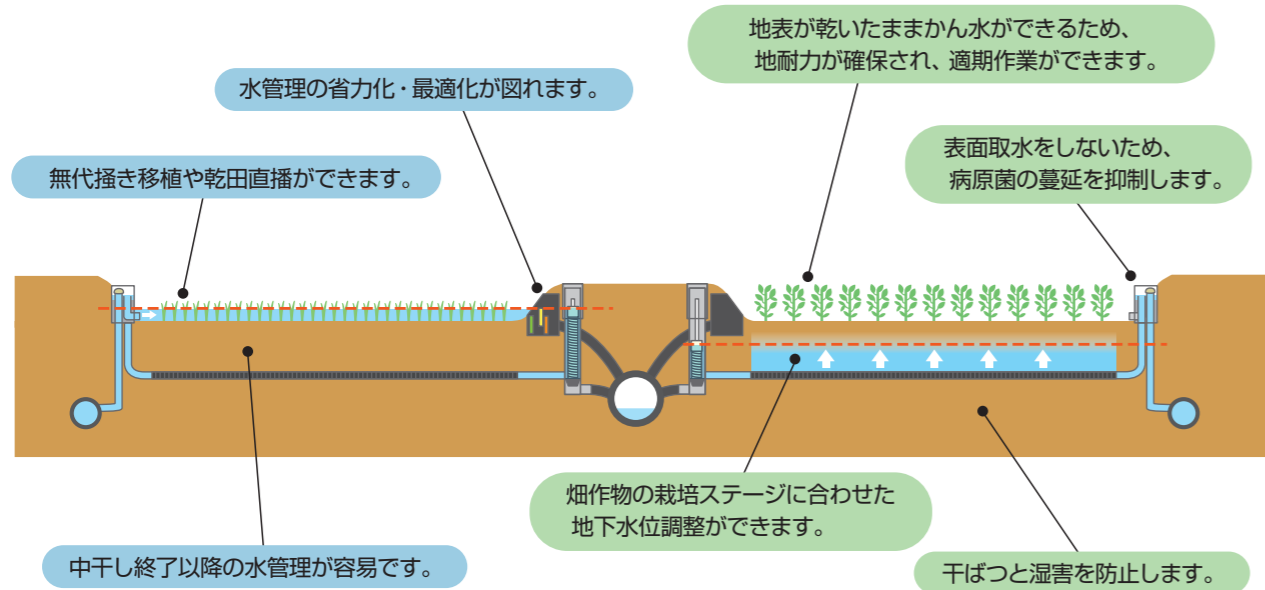 地表が乾いたままかん水ができるため、
地耐力が確保され、適期作業ができます。
水管理の省力化・最適化が図れます。
表面取水をしないため、
病原菌の蔓延を抑制します。
無代掻き移植や乾田直播ができます。
畑作物の栽培ステージに合わせた
地下水位調整ができます。
中干し終了以降の水管理が容易です。
干ばつと湿害を防止します。